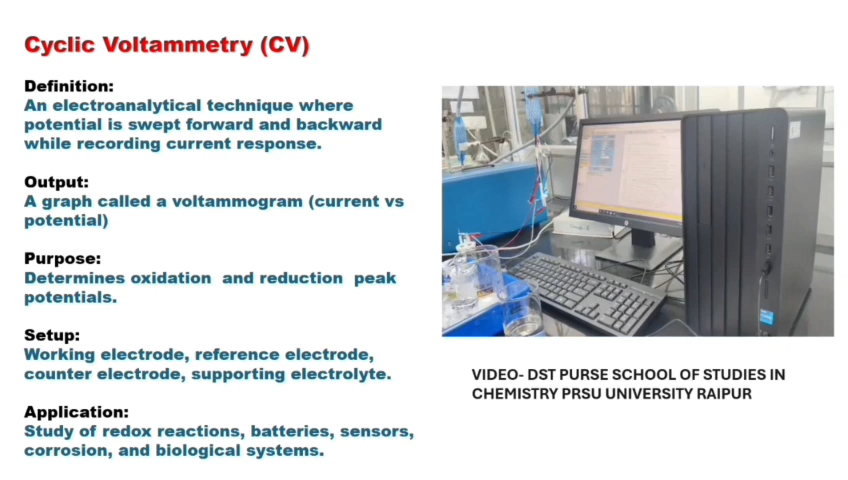 Cyclic Voltammetry (CV)
Definition:
An electroanalytical technique where
potential is swept forward and backward
while recording current response.
Output:
A graph called a voltammogram (current vs
potential)
Purpose:
Determines oxidation and reduction peak
potentials.
Setup:
Working electrode, reference electrode,
counter electrode, supporting electrolyte.
Application:
Study of redox reactions, batteries, sensors,
corrosion, and biological systems.
VIDEO- DST PURSE SCHOOL OF STUDIES IN
CHEMISTRY PRSU UNIVERSITY RAIPUR